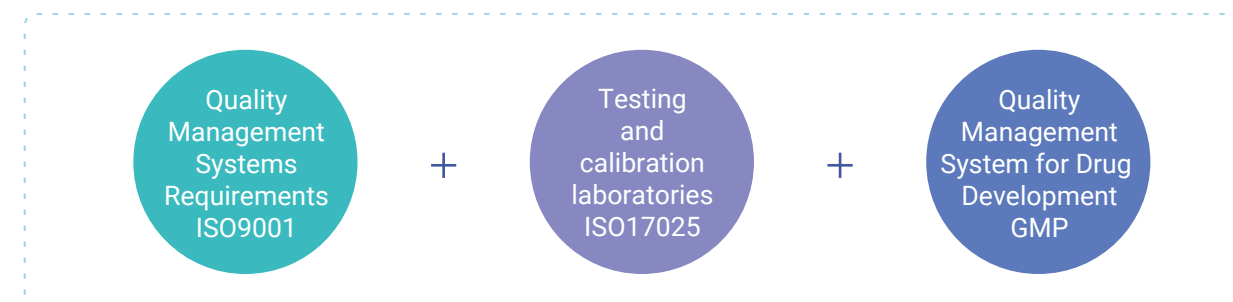 Quality
Management
Systems
Requirements
ISO9001
+
Testing
and
calibration
laboratories
ISO17025
+
Quality
Management
System for Drug
Development
GMP